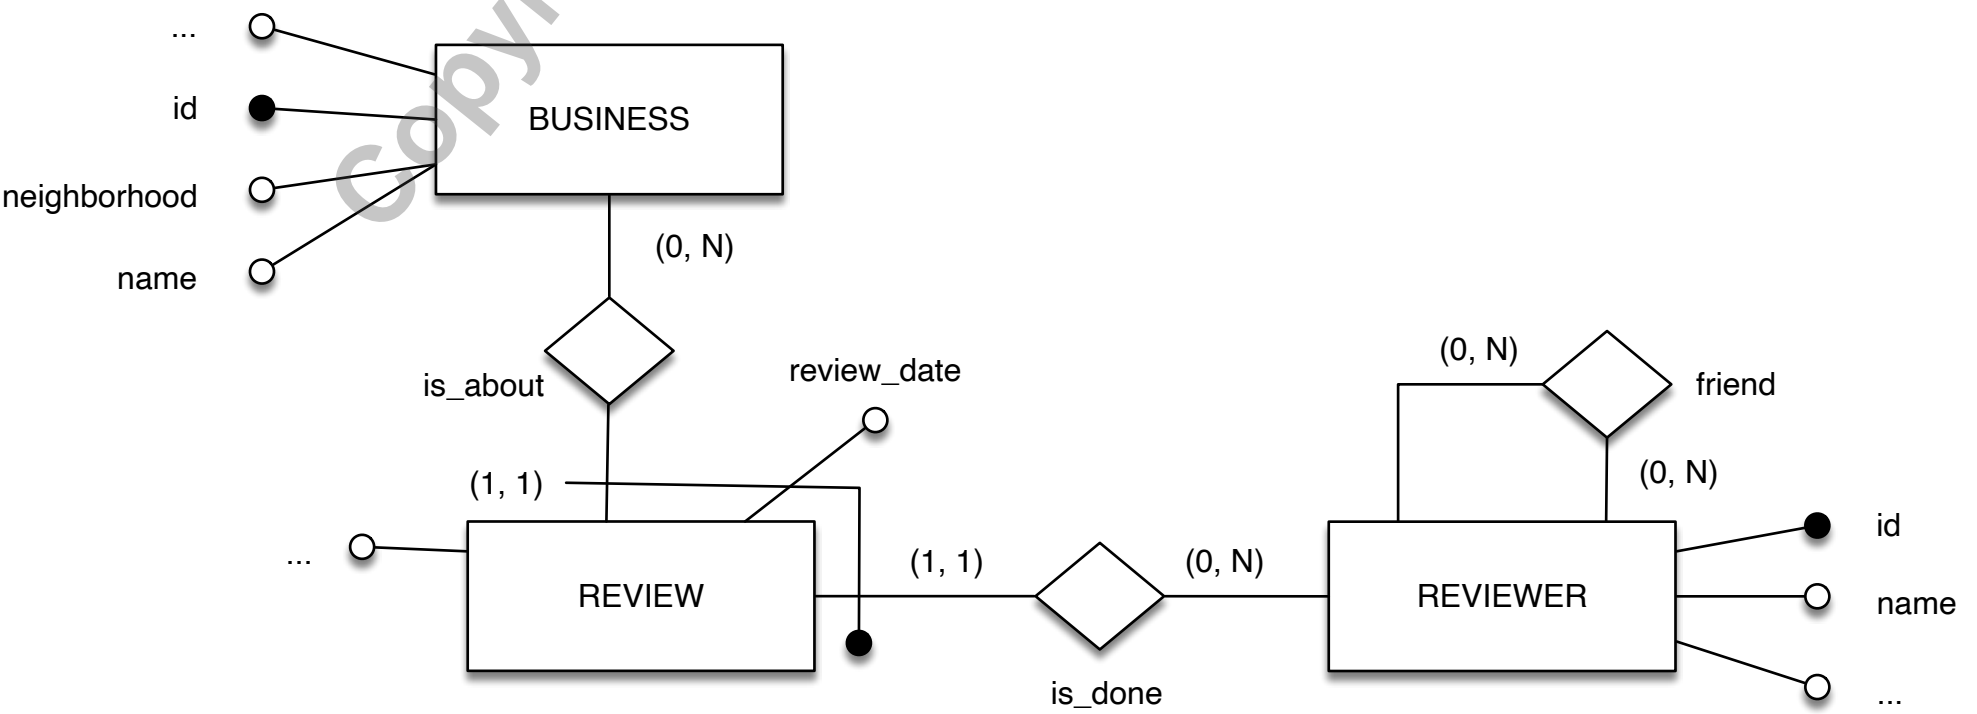 ...
id
neighborhood
name
BUSINESS
(0, N)
is_about
review_date
(1, 1)
...
REVIEW
(1, 1)
is_done
(0, N)
REVIEWER
(0, N)
friend
(0, N)
id
name
...